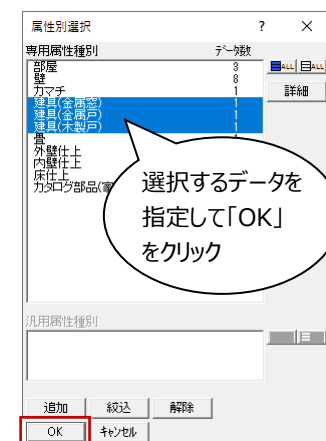 属性別選択 ? ×
専用属性種別 ﾃﾞｰﾀ数
部屋 3
壁 8
カマチ 1
建具(金属窓) 1
建具(金属戸) 1
建具(木製戸) 1
畳
外壁仕上
内壁仕上
床仕上
カタログ部品(
ALL ALL
詳細
選択するデータを
指定して「OK」
をクリック
汎用属性種別
追加 絞込 解除
OK ｷｬﾝｾﾙ